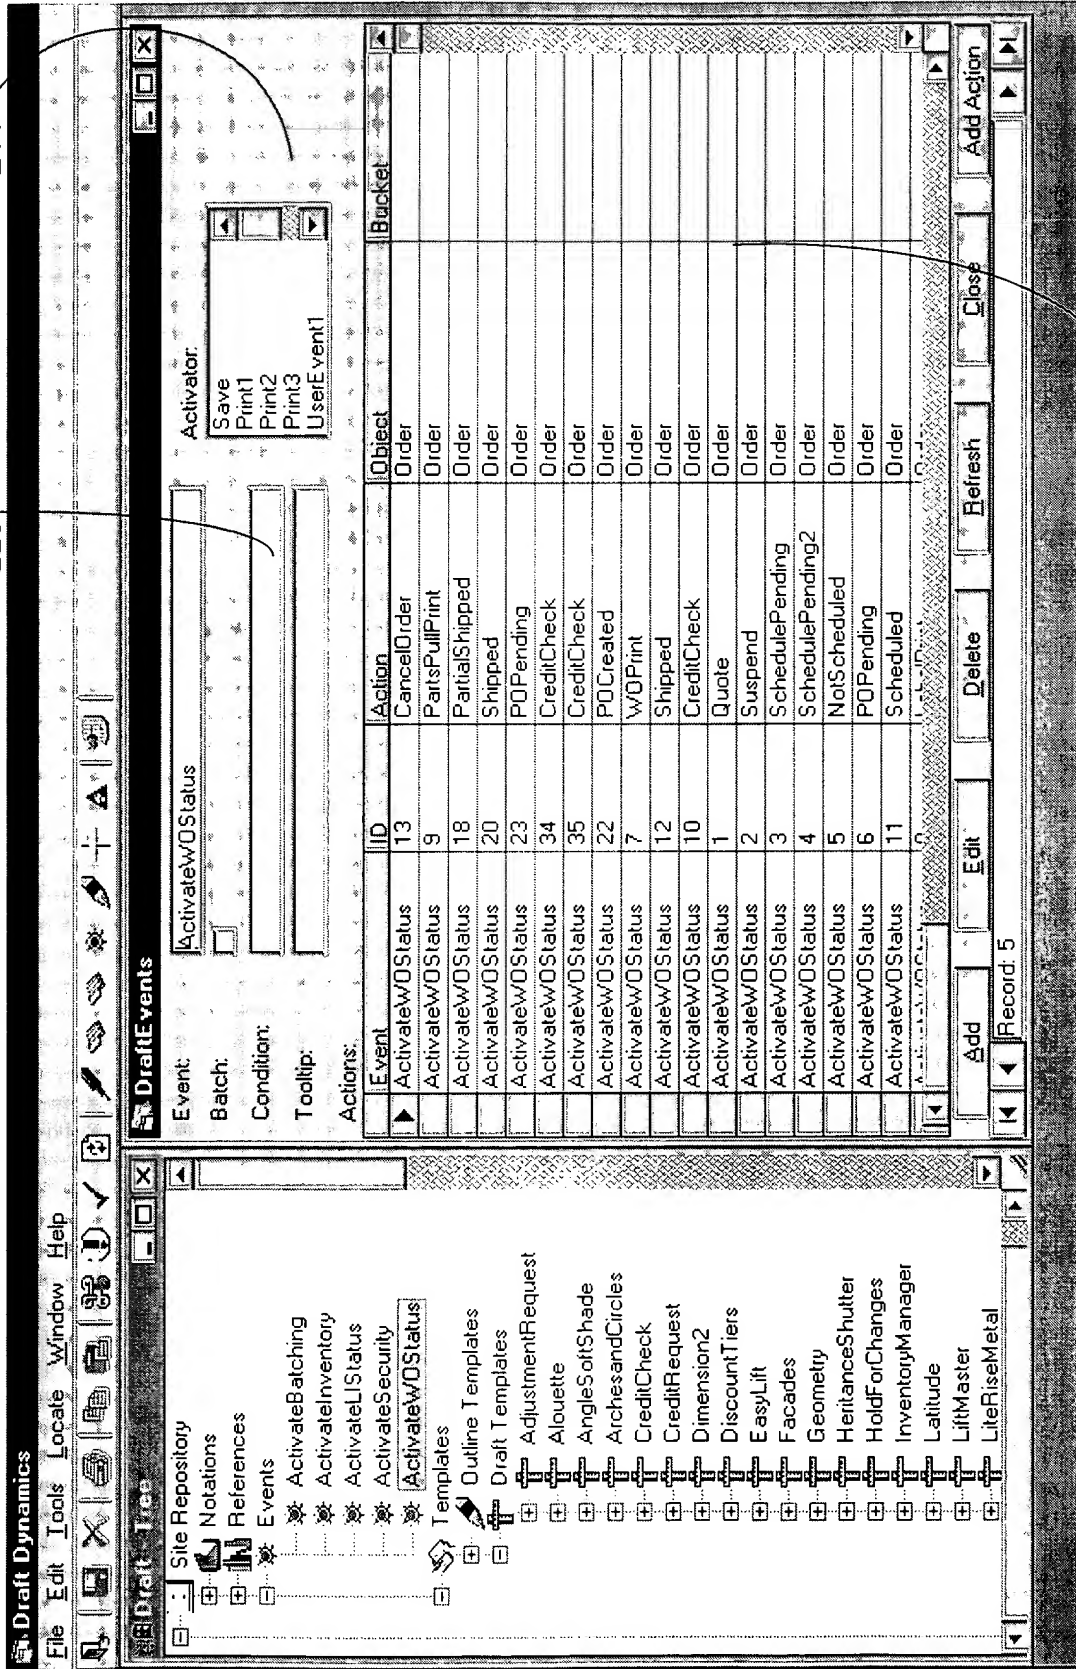 Draft Dynamics
File Edit Tools Locate Window Help
Draft Tree
Site Repository
Notations
References
Events
ActivateBatching
ActivateInventory
ActivateLIStatus
ActivateSecurity
ActivateWOStatus
Templates
Outline Templates
Draft Templates
AdjustmentRequest
Alouette
AngleSoftShade
ArchesandCircles
CreditCheck
CreditRequest
Dimension2
DiscountTiers
EasyLift
Facades
Geometry
HeritanceShutter
HoldForChanges
InventoryManager
Latitude
LiftMaster
LiteRiseMetal
DraftEvents
Event: ActivateWOStatus
Batch:
Condition:
Tooltip:
Activator:
Save
Print1
Print2
Print3
UserEvent1
Actions:
Event ID Action Object Bucket
ActivateWOStatus 13 CancelOrder Order
ActivateWOStatus 9 PartsPullPrint Order
ActivateWOStatus 18 PartialShipped Order
ActivateWOStatus 20 Shipped Order
ActivateWOStatus 23 POPending Order
ActivateWOStatus 34 CreditCheck Order
ActivateWOStatus 35 CreditCheck Order
ActivateWOStatus 22 POCreated Order
ActivateWOStatus 7 WOPrint Order
ActivateWOStatus 12 Shipped Order
ActivateWOStatus 10 CreditCheck Order
ActivateWOStatus 1 Quote Order
ActivateWOStatus 2 Suspend Order
ActivateWOStatus 3 SchedulePending Order
ActivateWOStatus 4 SchedulePending2 Order
ActivateWOStatus 5 NotScheduled Order
ActivateWOStatus 6 POPending Order
ActivateWOStatus 11 Scheduled Order
Add Edit Delete Refresh Close Add Action
Record: 5